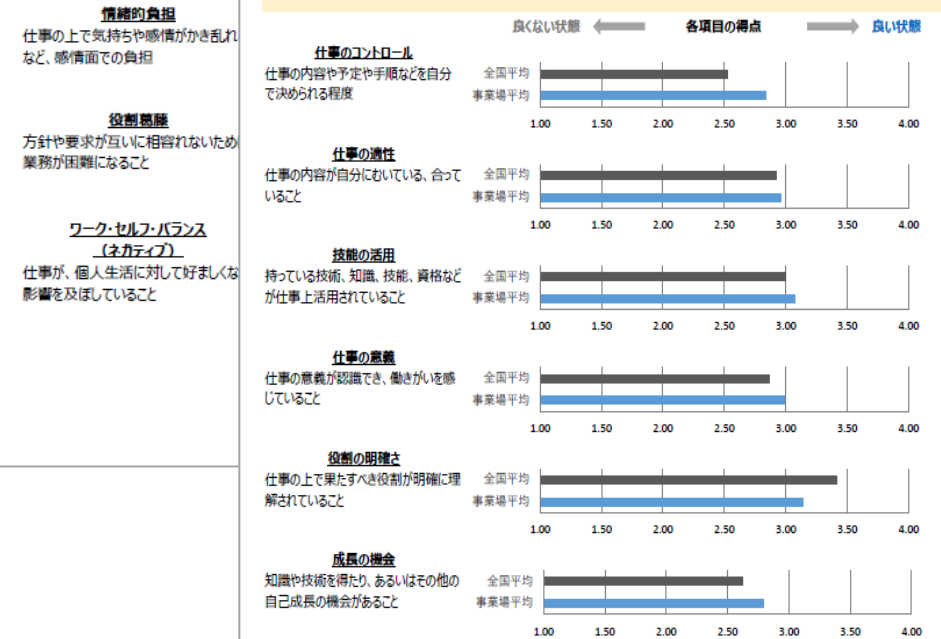 情緒的負担
仕事の上で気持ちや感情がかき乱れ
など、感情面での負担
役割葛藤
方針や要求が互いに相容れないため
業務が困難になること
ワーク・セルフ・バランス
（ネガティブ）
仕事が、個人生活に対して好ましくな
影響を及ぼしていること
良くない状態 各項目の得点 良い状態
仕事のコントロール
仕事の内容や予定や手順などを自分
で決められる程度
全国平均
事業場平均
1.00 1.50 2.00 2.50 3.00 3.50 4.00
仕事の適性
仕事の内容が自分にむいている、合って
いること
全国平均
事業場平均
1.00 1.50 2.00 2.50 3.00 3.50 4.00
技能の活用
持っている技術、知識、技能、資格など
が仕事上活用されていること
全国平均
事業場平均
1.00 1.50 2.00 2.50 3.00 3.50 4.00
仕事の意義
仕事の意義が認識でき、働きがいを感
じていること
全国平均
事業場平均
1.00 1.50 2.00 2.50 3.00 3.50 4.00
役割の明確さ
仕事の上で果たすべき役割が明確に理
解されていること
全国平均
事業場平均
1.00 1.50 2.00 2.50 3.00 3.50 4.00
成長の機会
知識や技術を得たり、あるいはその他の
自己成長の機会があること
全国平均
事業場平均
1.00 1.50 2.00 2.50 3.00 3.50 4.00